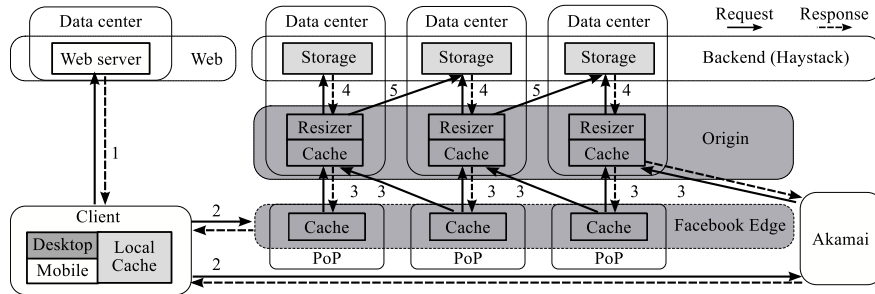 Data center
Data center
Data center
Data center
Request
Response
Web server
Web
Storage
Storage
Storage
Backend (Haystack)
4
5
4
5
4
Resizer
Resizer
Resizer
Origin
Cache
Cache
Cache
1
3
3
3
3
3
3
Client
2
Desktop
Mobile
Local
Cache
Cache
Cache
Cache
Facebook Edge
Akamai
PoP
PoP
PoP
2